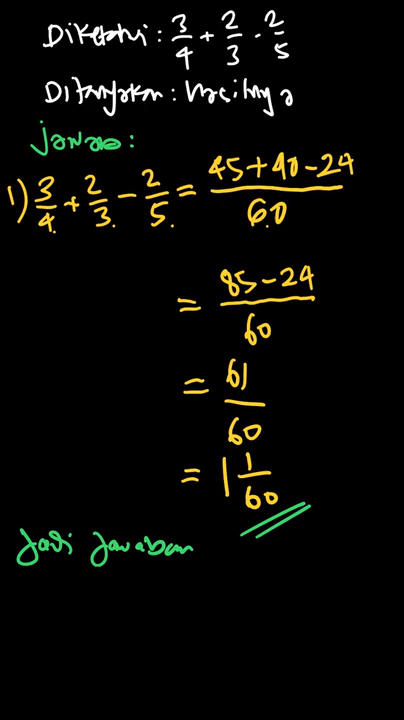 Diketahui : 3/4 + 2/3 - 2/5
Ditanyakan : hasilnya
Jawab :
1) 3/4 + 2/3 - 2/5 = 45+40-24/60
= 85-24/60
= 61/60
= 1 1/60
Jadi jawaban